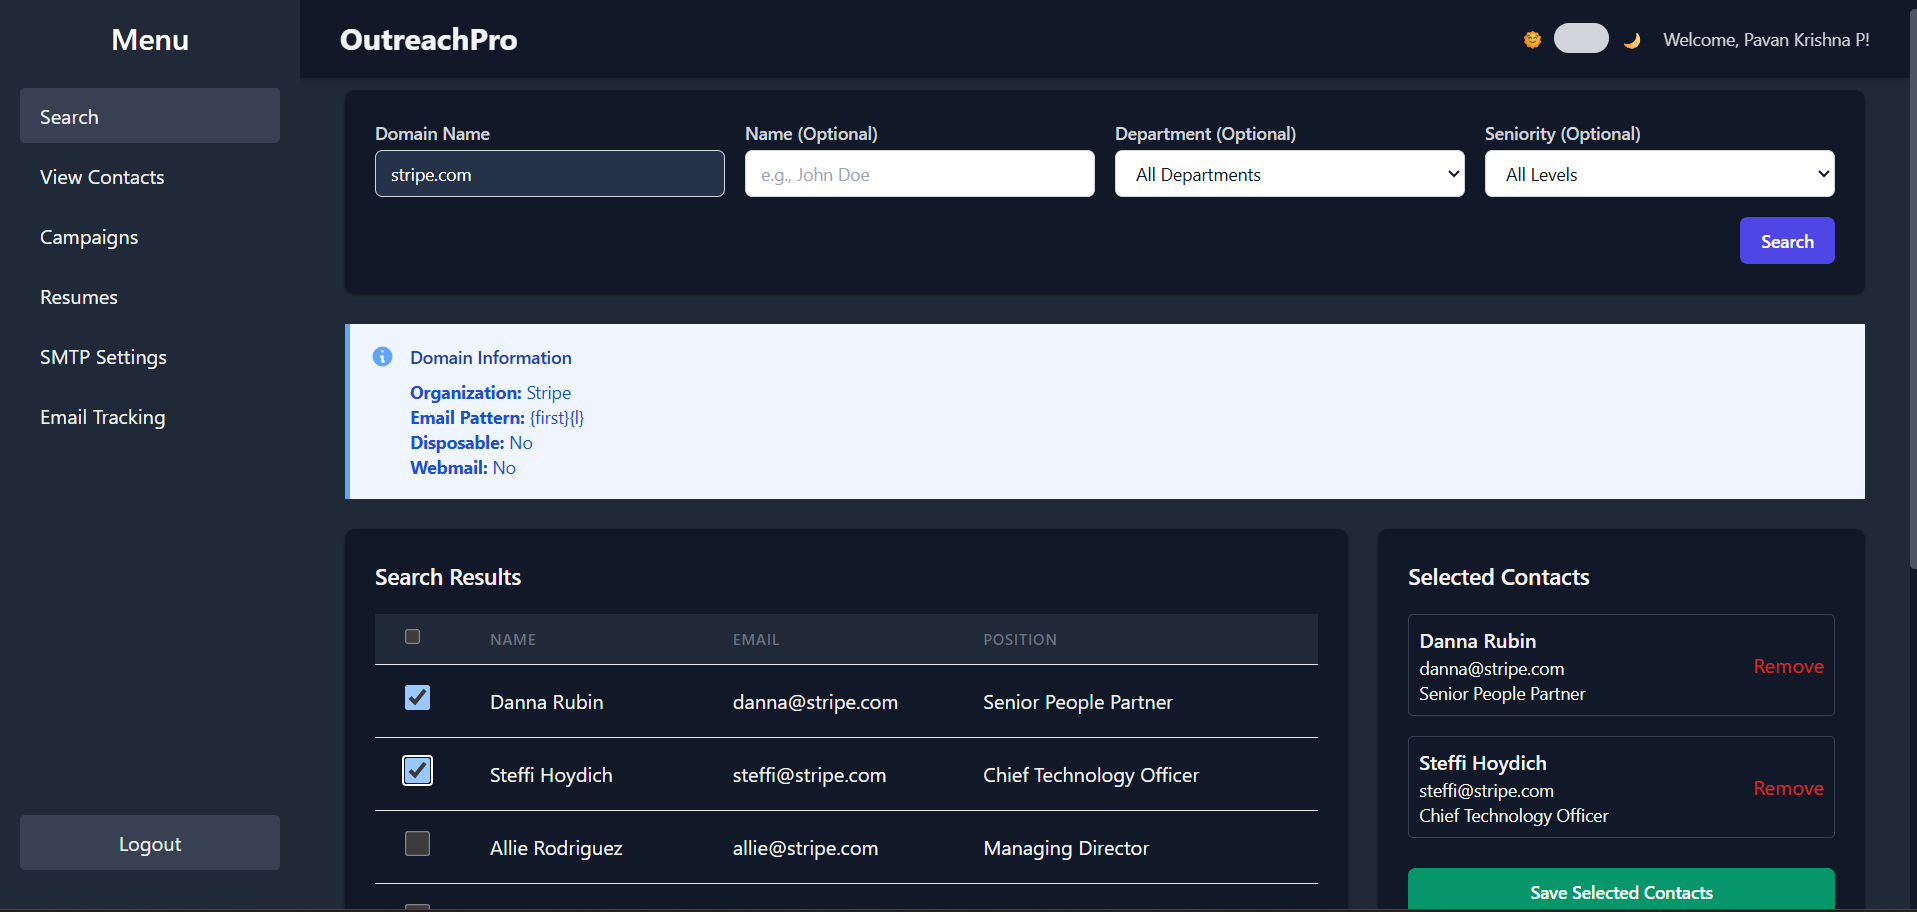 Menu
Search
View Contacts
Campaigns
Resumes
SMTP Settings
Email Tracking
Logout
OutreachPro
Welcome, Pavan Krishna P!
Domain Name
stripe.com
Name (Optional)
e.g., John Doe
Department (Optional)
All Departments
Seniority (Optional)
All Levels
Search
Domain Information
Organization: Stripe
Email Pattern: {first}{l}
Disposable: No
Webmail: No
Search Results
NAME EMAIL POSITION
Danna Rubin danna@stripe.com Senior People Partner
Steffi Hoydich steffi@stripe.com Chief Technology Officer
Allie Rodriguez allie@stripe.com Managing Director
Selected Contacts
Danna Rubin
danna@stripe.com
Senior People Partner
Remove
Steffi Hoydich
steffi@stripe.com
Chief Technology Officer
Remove
Save Selected Contacts